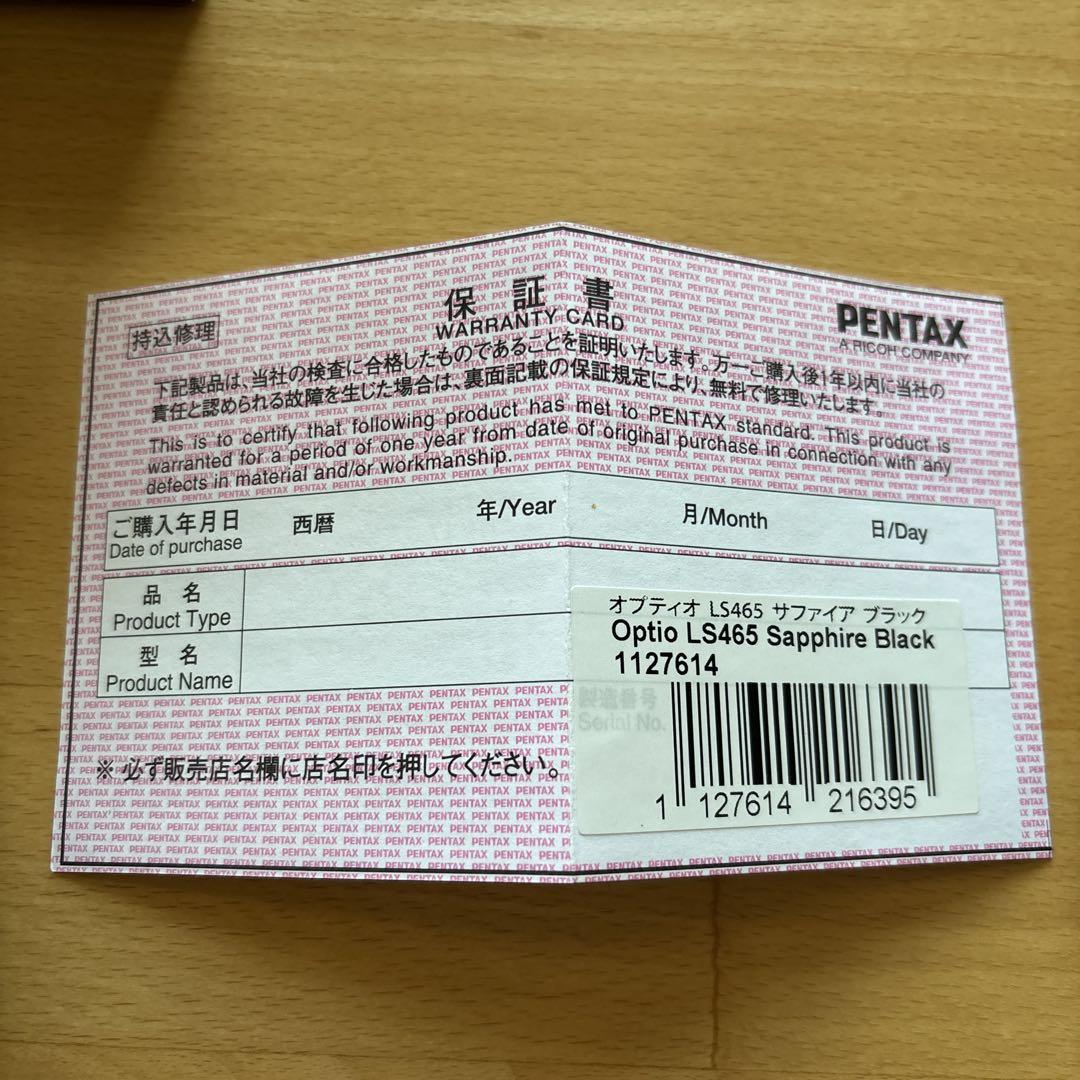 保証書
WARRANTY CARD
持込修理
PENTAX
A RICOH COMPANY
下記製品は、当社の検査に合格したものであることを証明いたします。万一ご購入後1年以内に当社の
責任と認められる故障を生じた場合は、裏面記載の保証規定により、無料で修理いたします。
This is to certify that following product has met to PENTAX standard. This product is
warranted for a period of one year from date of original purchase in connection with any
defects in material and/or workmanship.
ご購入年月日 西暦 年/Year 月/Month 日/Day
Date of purchase
品 名
Product Type
型 名
Product Name
オプティオ LS465 サファイア ブラック
Optio LS465 Sapphire Black
1127614
製造番号
Serial No.
1 127614 216395
※必ず販売店名欄に店名印を押してください。